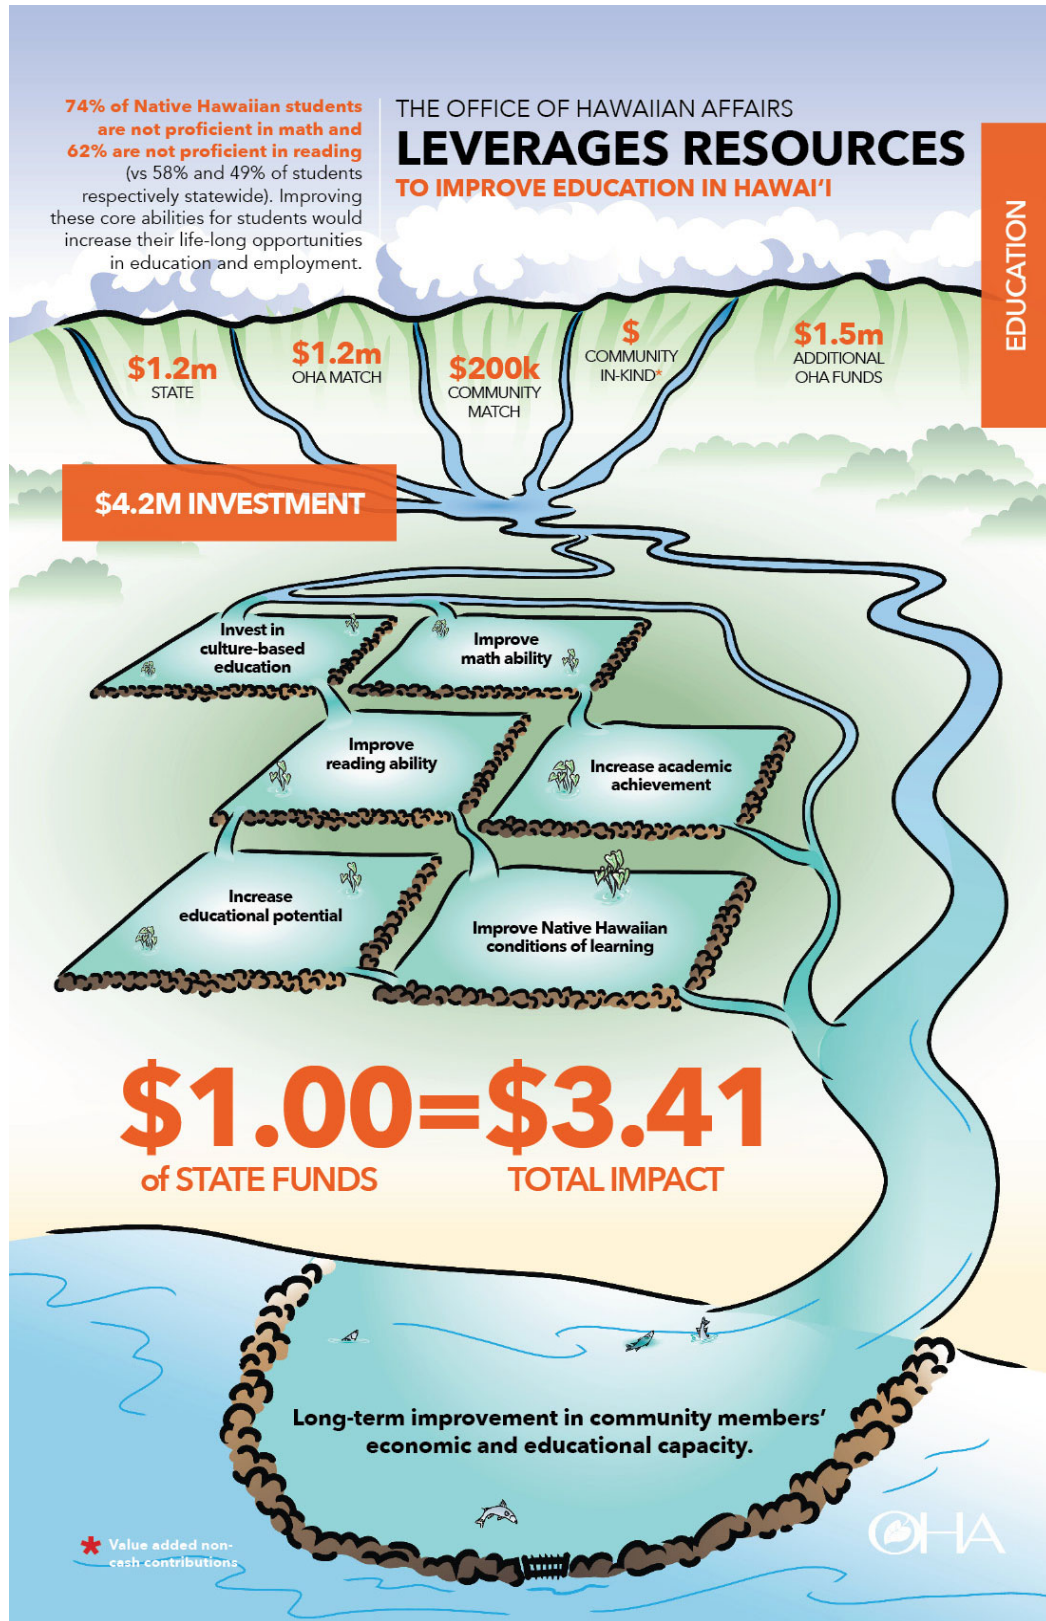 74% of Native Hawaiian students
are not proficient in math and
62% are not proficient in reading
(vs 58% and 49% of students
respectively statewide). Improving
these core abilities for students would
increase their life-long opportunities
in education and employment.
THE OFFICE OF HAWAIIAN AFFAIRS
LEVERAGES RESOURCES
TO IMPROVE EDUCATION IN HAWAIʻI
EDUCATION
$1.2m
STATE
$1.2m
OHA MATCH
$200k
COMMUNITY
MATCH
$
COMMUNITY
IN-KIND*
$1.5m
ADDITIONAL
OHA FUNDS
$4.2M INVESTMENT
Invest in
culture-based
education
Improve
math ability
Improve
reading ability
Increase academic
achievement
Increase
educational potential
Improve Native Hawaiian
conditions of learning
$1.00=$3.41
of STATE FUNDS
TOTAL IMPACT
Long-term improvement in community members’
economic and educational capacity.
* Value added non-
cash contributions
OHA